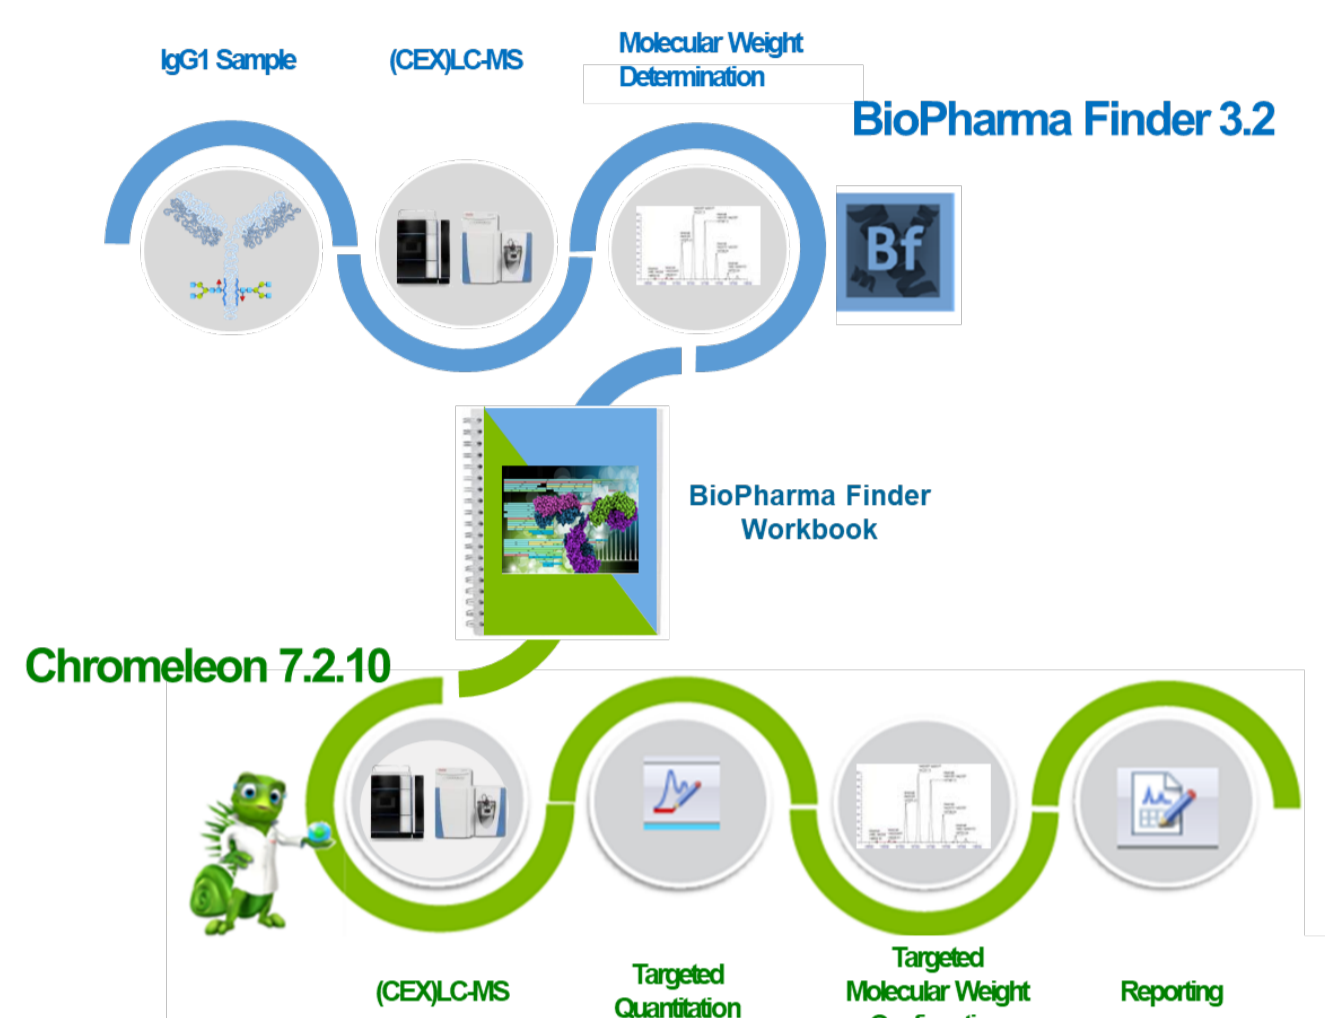 IgG1 Sample
(CEX)LC-MS
Molecular Weight
Determination
BioPharma Finder 3.2
Bf
BioPharma Finder
Workbook
Chromeleon 7.2.10
(CEX)LC-MS
Targeted
Quantitation
Targeted
Molecular Weight
Reporting